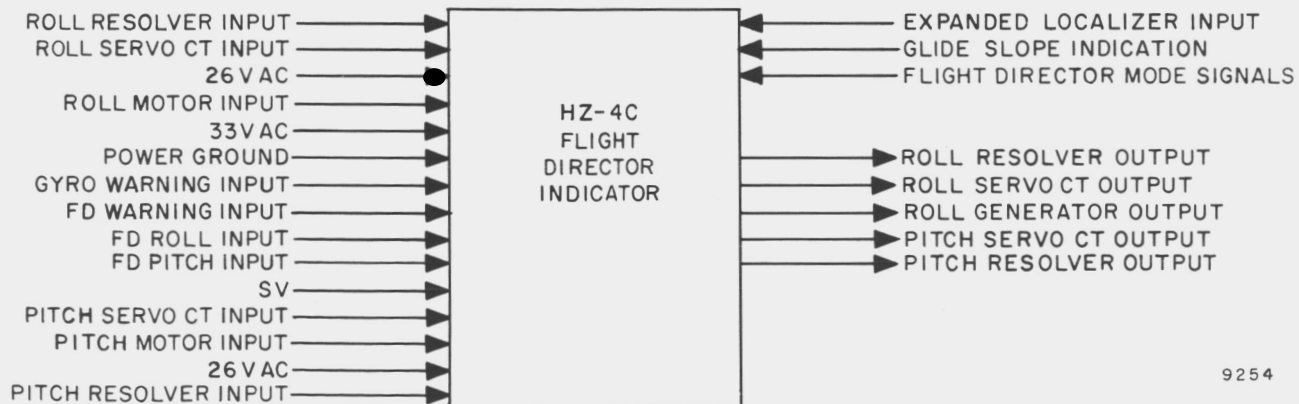 ROLL RESOLVER INPUT
ROLL SERVO CT INPUT
26 V AC
ROLL MOTOR INPUT
33V AC
POWER GROUND
GYRO WARNING INPUT
FD WARNING INPUT
FD ROLL INPUT
FD PITCH INPUT
SV
PITCH SERVO CT INPUT
PITCH MOTOR INPUT
26 V AC
PITCH RESOLVER INPUT
HZ-4C
FLIGHT
DIRECTOR
INDICATOR
EXPANDED LOCALIZER INPUT
GLIDE SLOPE INDICATION
FLIGHT DIRECTOR MODE SIGNALS
ROLL RESOLVER OUTPUT
ROLL SERVO CT OUTPUT
ROLL GENERATOR OUTPUT
PITCH SERVO CT OUTPUT
PITCH RESOLVER OUTPUT
9254